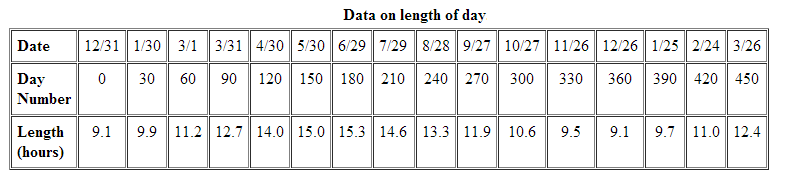 Data on length of day
Date 12/31 1/30 3/1 3/31 4/30 5/30 6/29 7/29 8/28 9/27 10/27 11/26 12/26 1/25 2/24 3/26
Day Number 0 30 60 90 120 150 180 210 240 270 300 330 360 390 420 450
Length (hours) 9.1 9.9 11.2 12.7 14.0 15.0 15.3 14.6 13.3 11.9 10.6 9.5 9.1 9.7 11.0 12.4